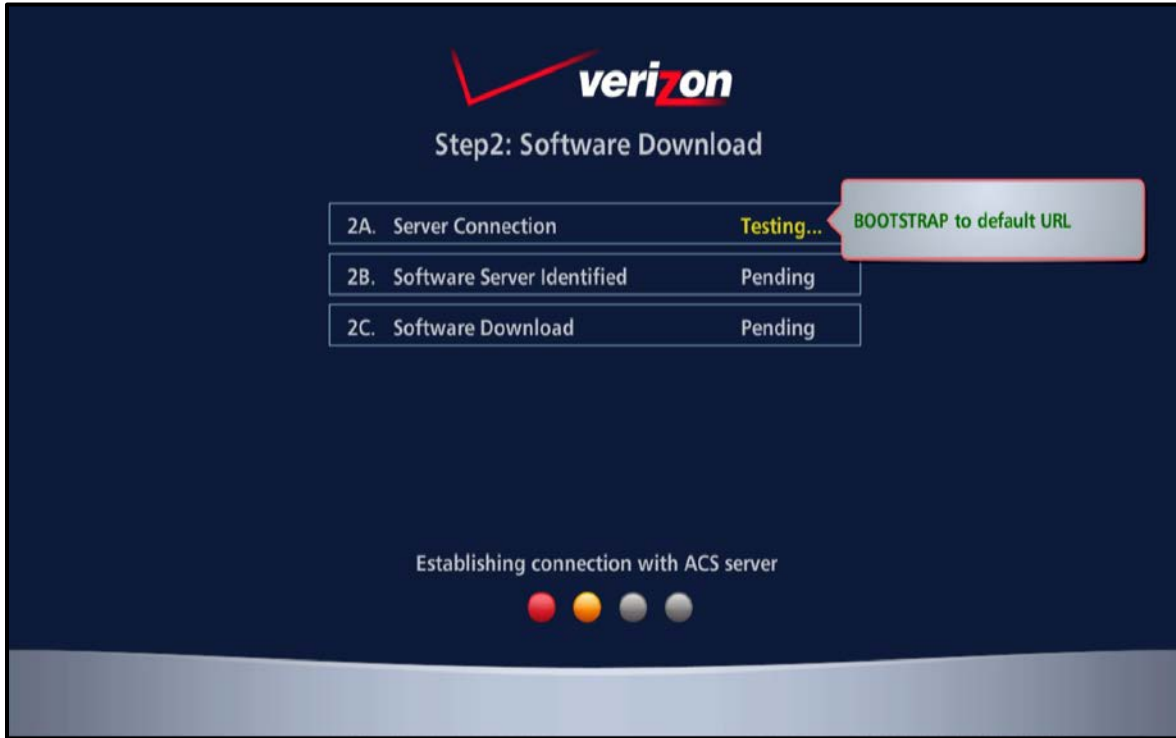 verizon
Step2: Software Download
2A. Server Connection Testing...
BOOTSTRAP to default URL
2B. Software Server Identified Pending
2C. Software Download Pending
Establishing connection with ACS server